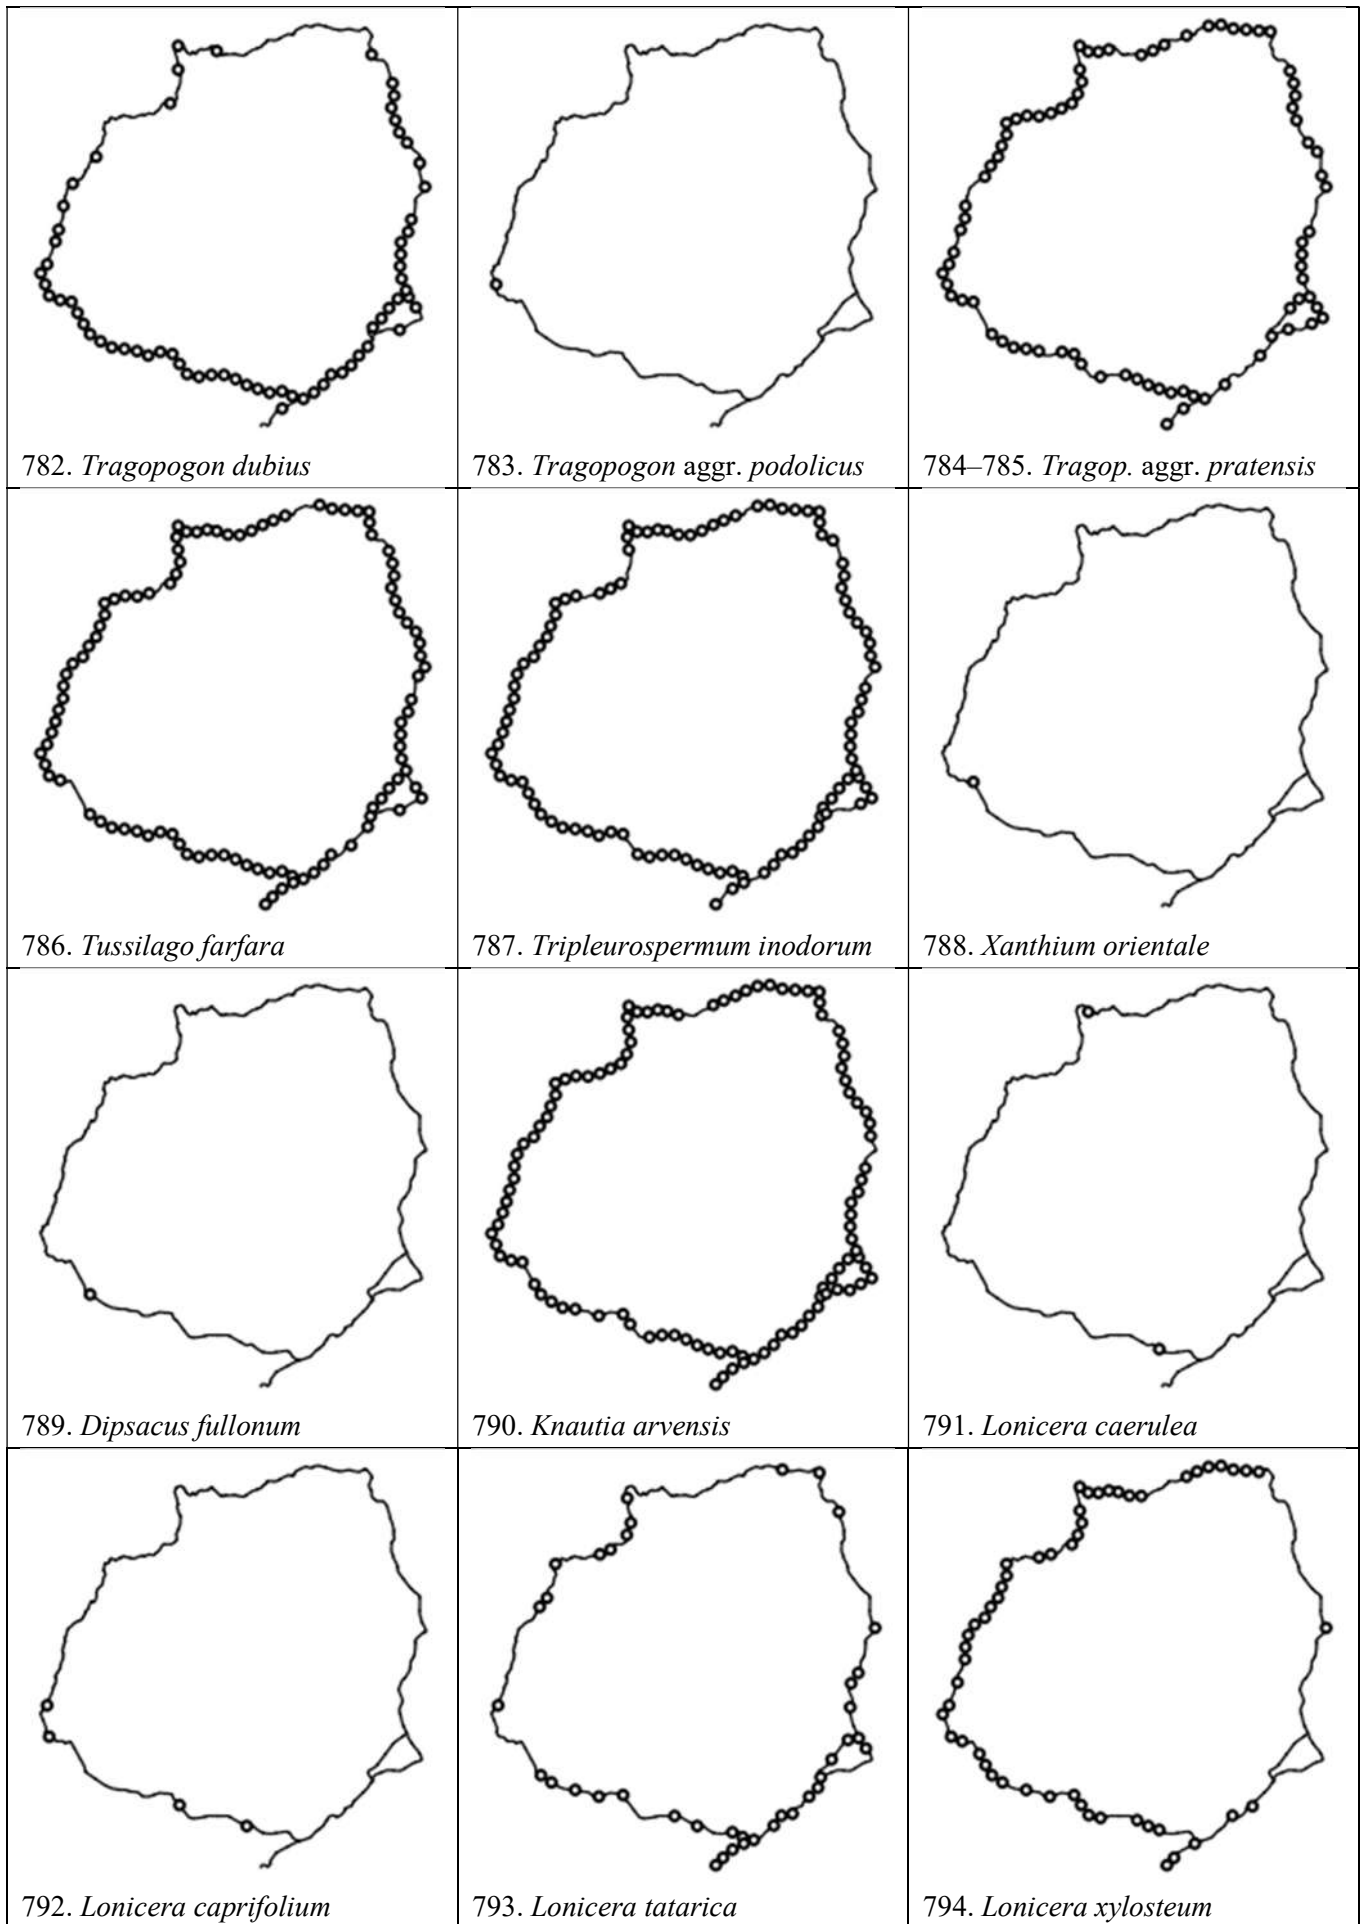 782. Tragopogon dubius
783. Tragopogon aggr. podolicus
784–785. Tragop. aggr. pratensis
786. Tussilago farfara
787. Tripleurospermum inodorum
788. Xanthium orientale
789. Dipsacus fullonum
790. Knautia arvensis
791. Lonicera caerulea
792. Lonicera caprifolium
793. Lonicera tatarica
794. Lonicera xylosteum